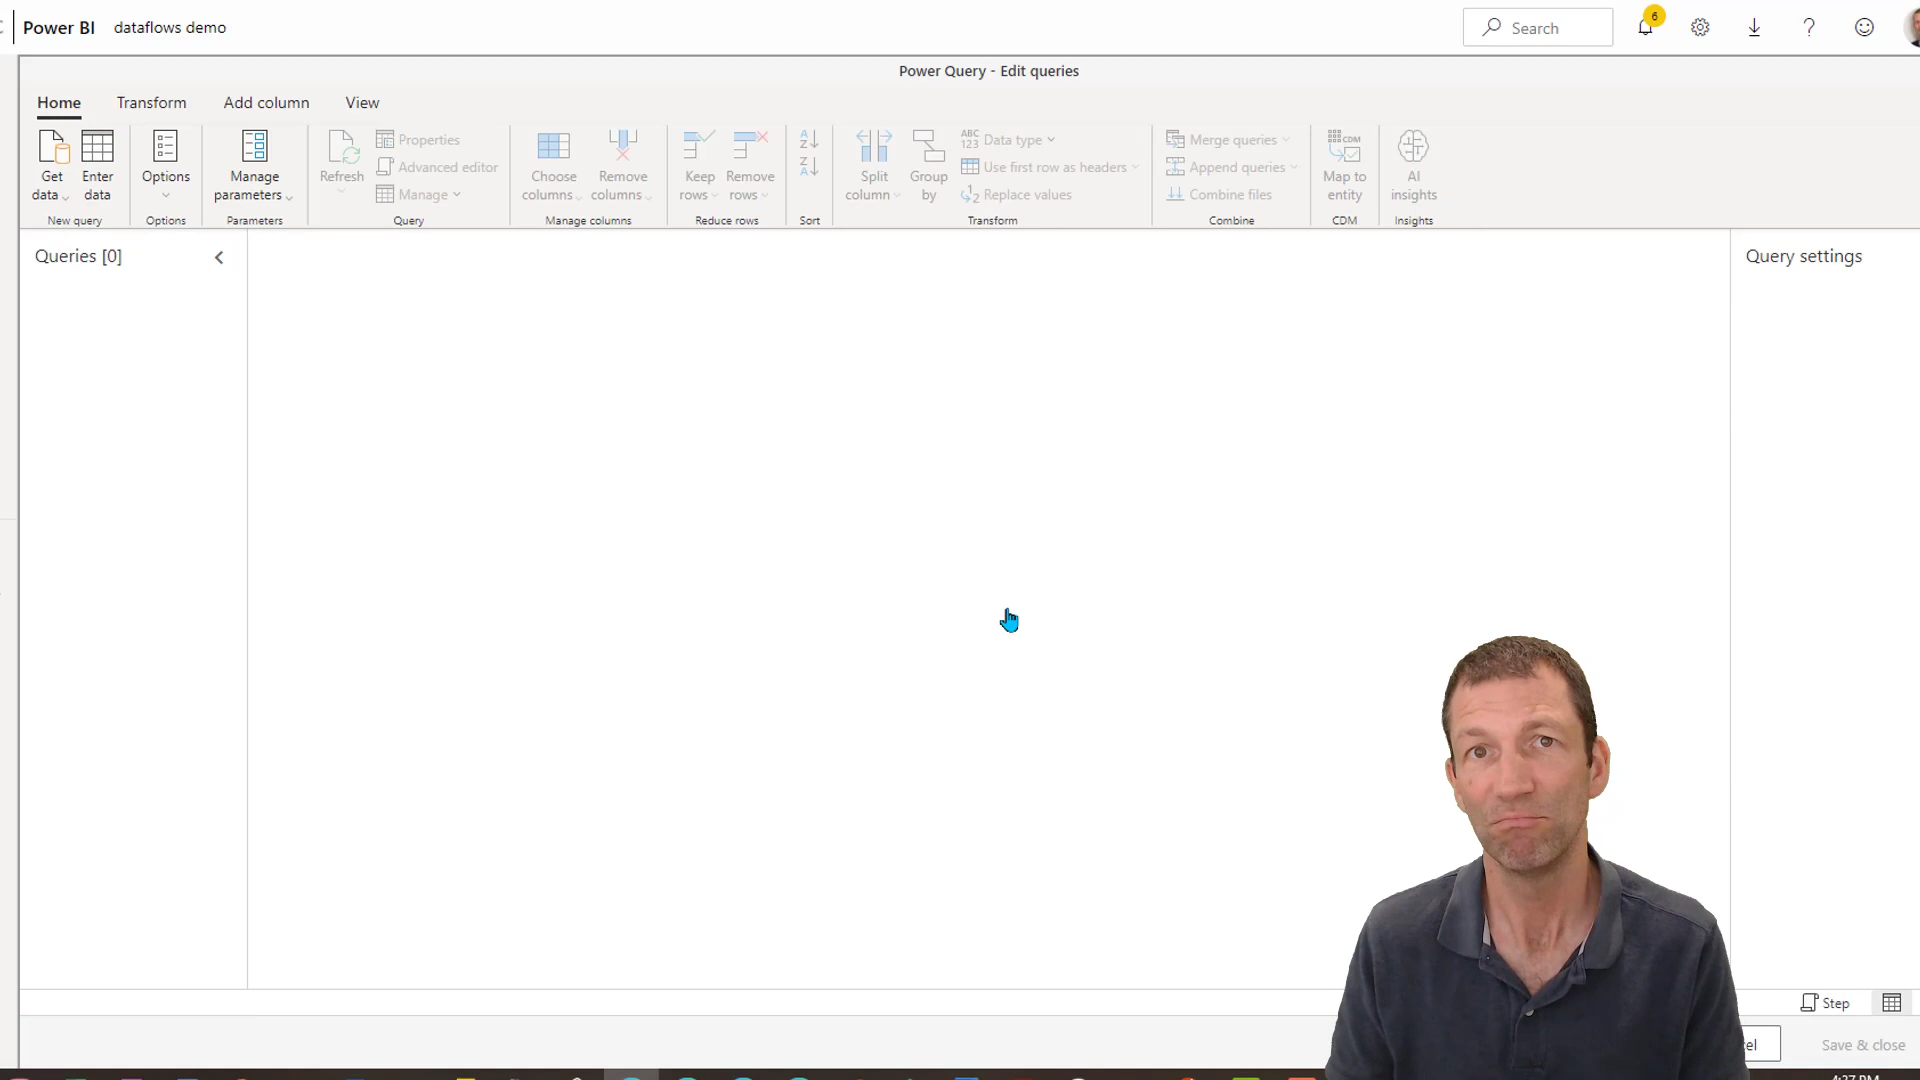 Power BI dataflows demo
Search
6
Power Query - Edit queries
Home Transform Add column View
Get data
Enter data
Options
Manage parameters
Refresh
Properties
Advanced editor
Manage
Choose columns
Remove columns
Keep rows
Remove rows
Split column
Group by
Data type
Use first row as headers
Replace values
Merge queries
Append queries
Combine files
Map to entity
AI insights
New query Options Parameters Query Manage columns Reduce rows Sort Transform Combine CDM Insights
Queries [0]
Query settings
Step
Save & close